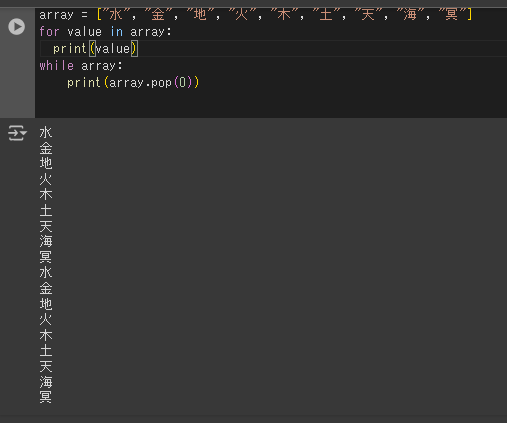 array = ["水", "金", "地", "火", "木", "土", "天", "海", "冥"]
for value in array:
  print(value)
while array:
    print(array.pop(0))
水
金
地
火
木
土
天
海
冥
水
金
地
火
木
土
天
海
冥